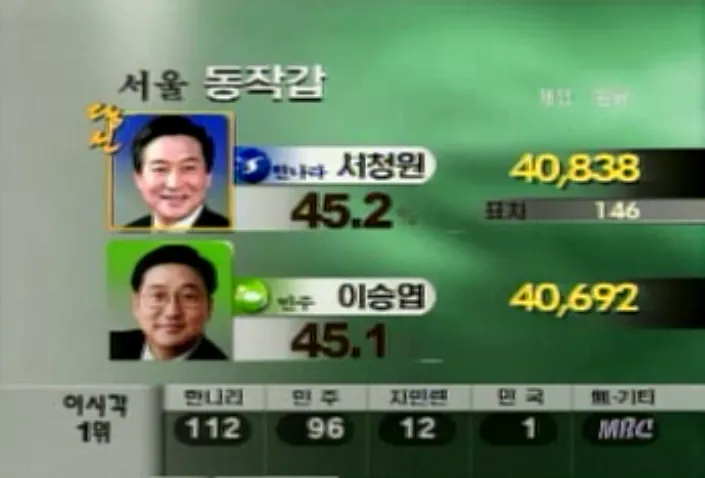 서울 동작갑
당선
한나라 서청원 40,838
45.2 표차 146
민주 이승엽 40,692
45.1
이시각 1위
한나라 민주 자민련 민국 無·기타
112 96 12 1 MBC